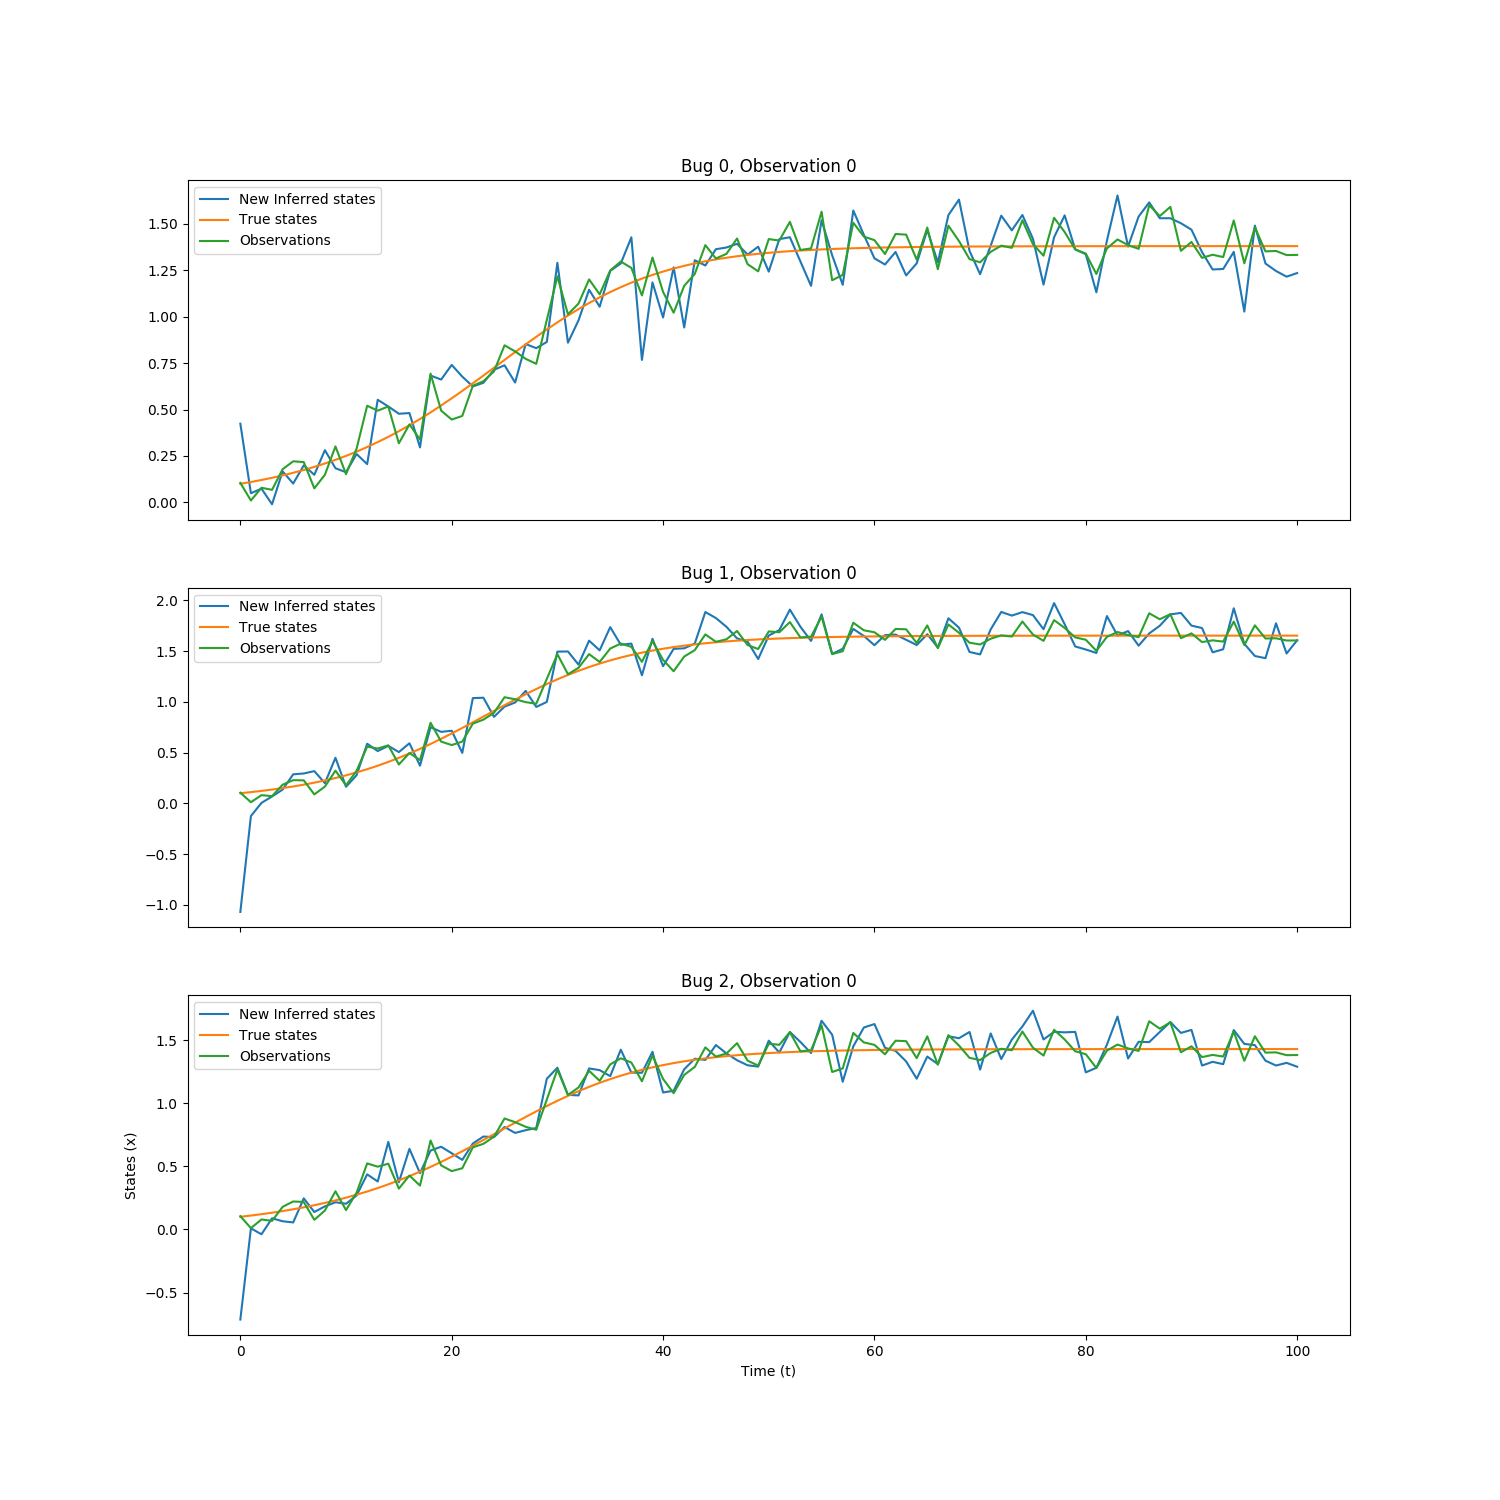 Bug 0, Observation 0
New Inferred states
True states
Observations
1.50
1.25
1.00
0.75
0.50
0.25
0.00
Bug 1, Observation 0
New Inferred states
True states
Observations
2.0
1.5
1.0
0.5
0.0
−0.5
−1.0
Bug 2, Observation 0
New Inferred states
True states
Observations
1.5
1.0
0.5
0.0
−0.5
States (x)
0 20 40 60 80 100
Time (t)